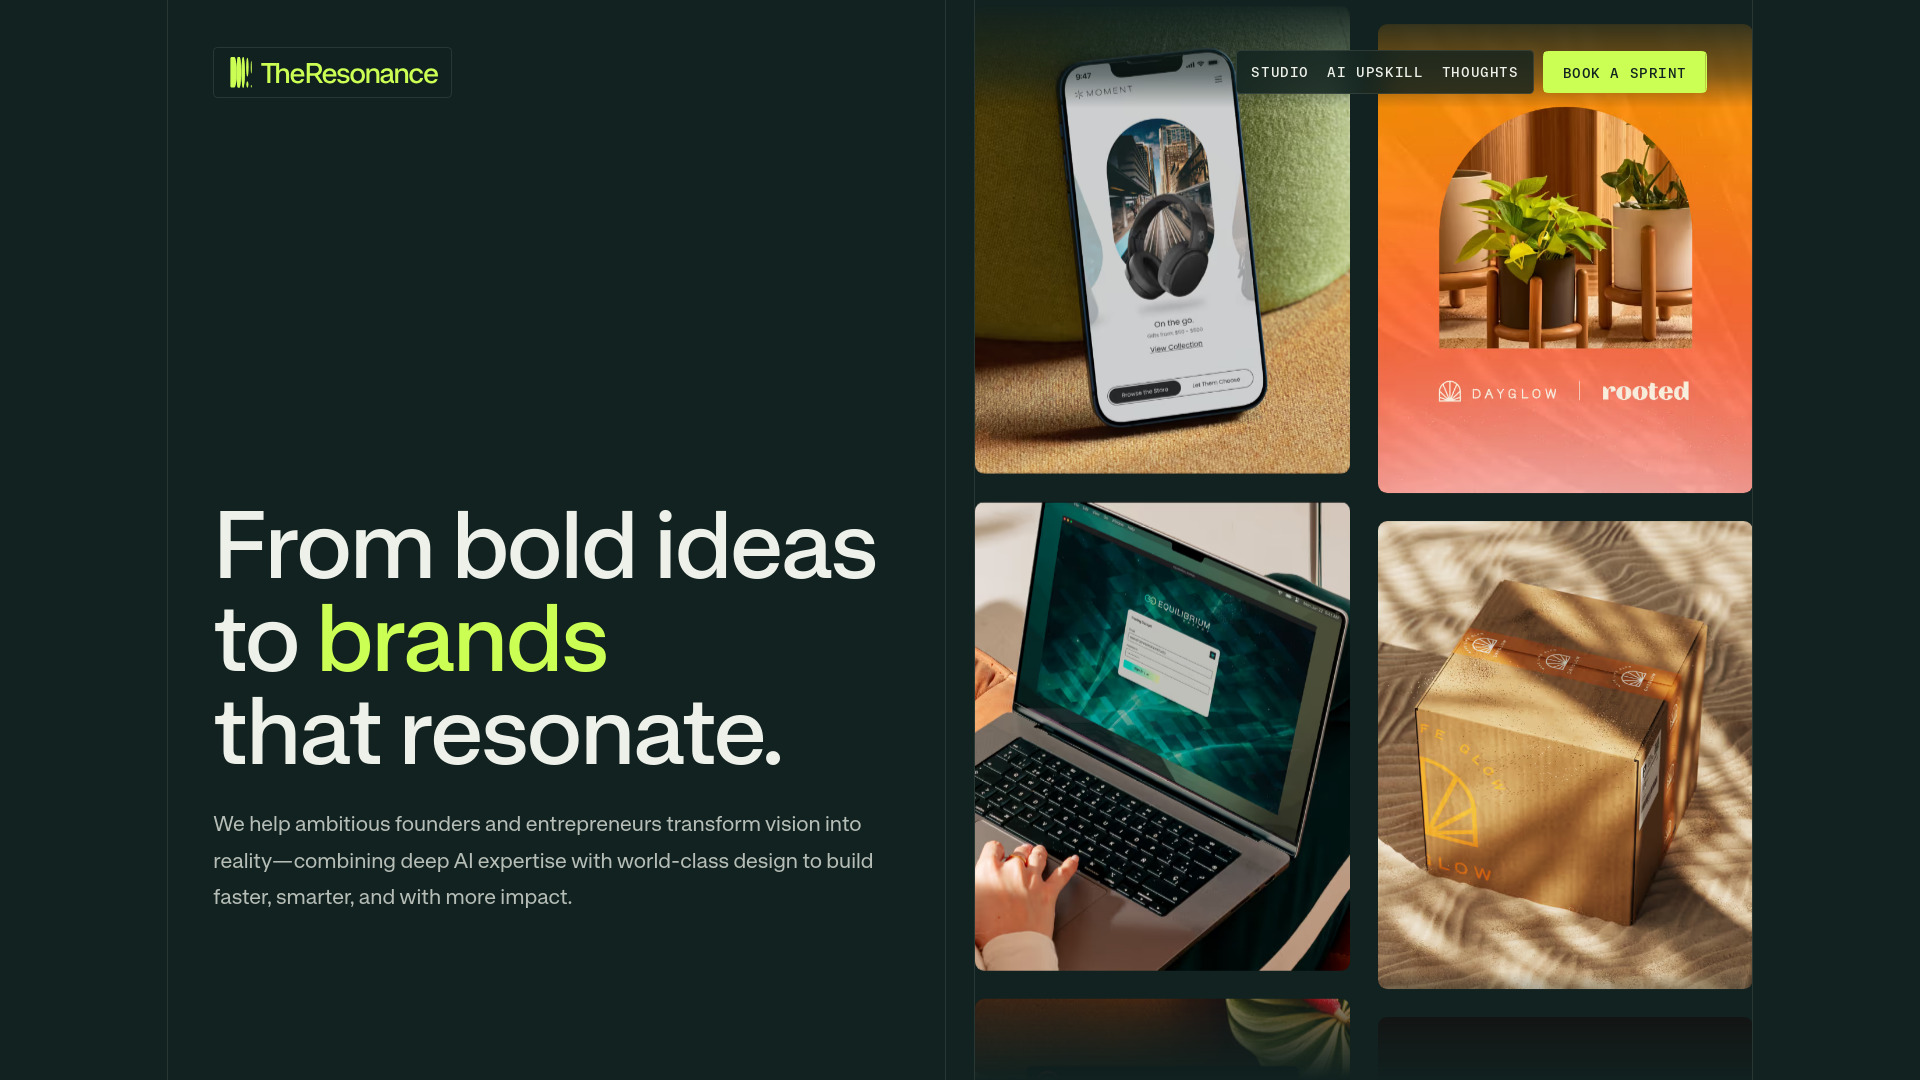 TheResonance
STUDIO AI UPSKILL THOUGHTS
BOOK A SPRINT
From bold ideas
to brands
that resonate.
We help ambitious founders and entrepreneurs transform vision into
reality—combining deep AI expertise with world-class design to build
faster, smarter, and with more impact.
9:47
MOMENT
On the go.
View Collection
Browse the Store
Let Them Choose
DAYGLOW
rooted
EQUILIBRIUM